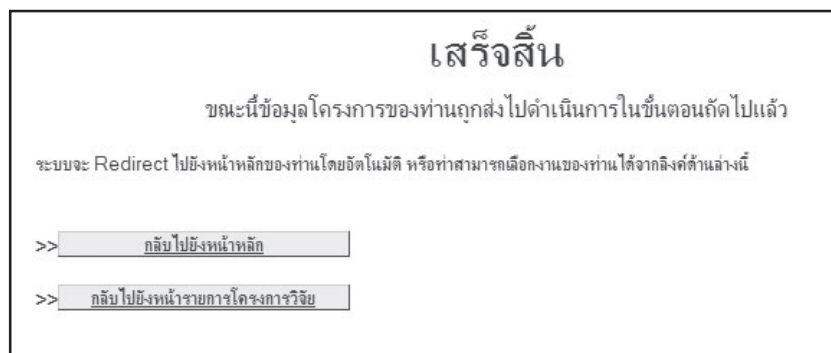 เสร็จสิ้น
ขณะนี้ข้อมูลโครงการของท่านถูกส่งไปดำเนินการในขั้นตอนถัดไปแล้ว
ระบบจะ Redirect ไปยังหน้าหลักของท่านโดยอัตโนมัติ หรือท่าสามารถเลือกงานของท่านได้จากลิงค์ด้านล่างนี้
>> กลับไปยังหน้าหลัก
>> กลับไปยังหน้ารายการโครงการวิจัย